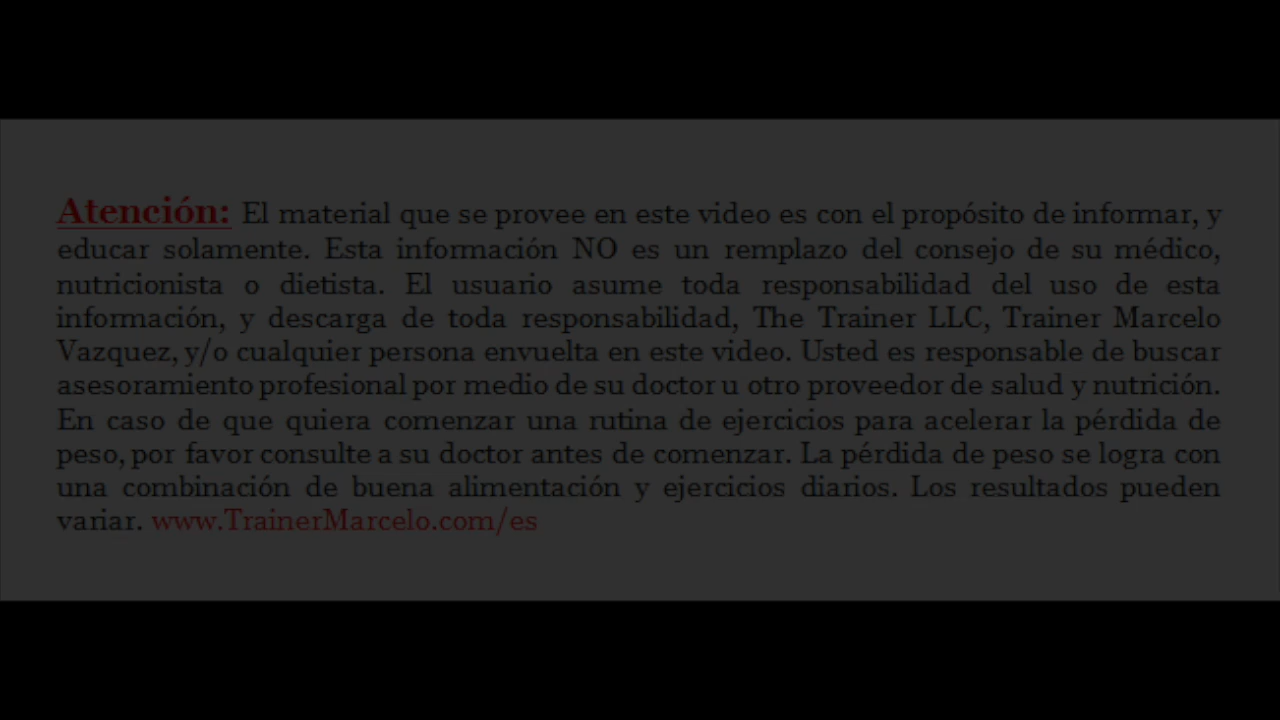 Atención: El material que se provee en este video es con el propósito de informar, y
educar solamente. Esta información NO es un remplazo del consejo de su médico,
nutricionista o dietista. El usuario asume toda responsabilidad del uso de esta
información, y descarga de toda responsabilidad, The Trainer LLC, Trainer Marcelo
Vazquez, y/o cualquier persona envuelta en este video. Usted es responsable de buscar
asesoramiento profesional por medio de su doctor u otro proveedor de salud y nutrición.
En caso de que quiera comenzar una rutina de ejercicios para acelerar la pérdida de
peso, por favor consulte a su doctor antes de comenzar. La pérdida de peso se logra con
una combinación de buena alimentación y ejercicios diarios. Los resultados pueden
variar. www.TrainerMarcelo.com/es